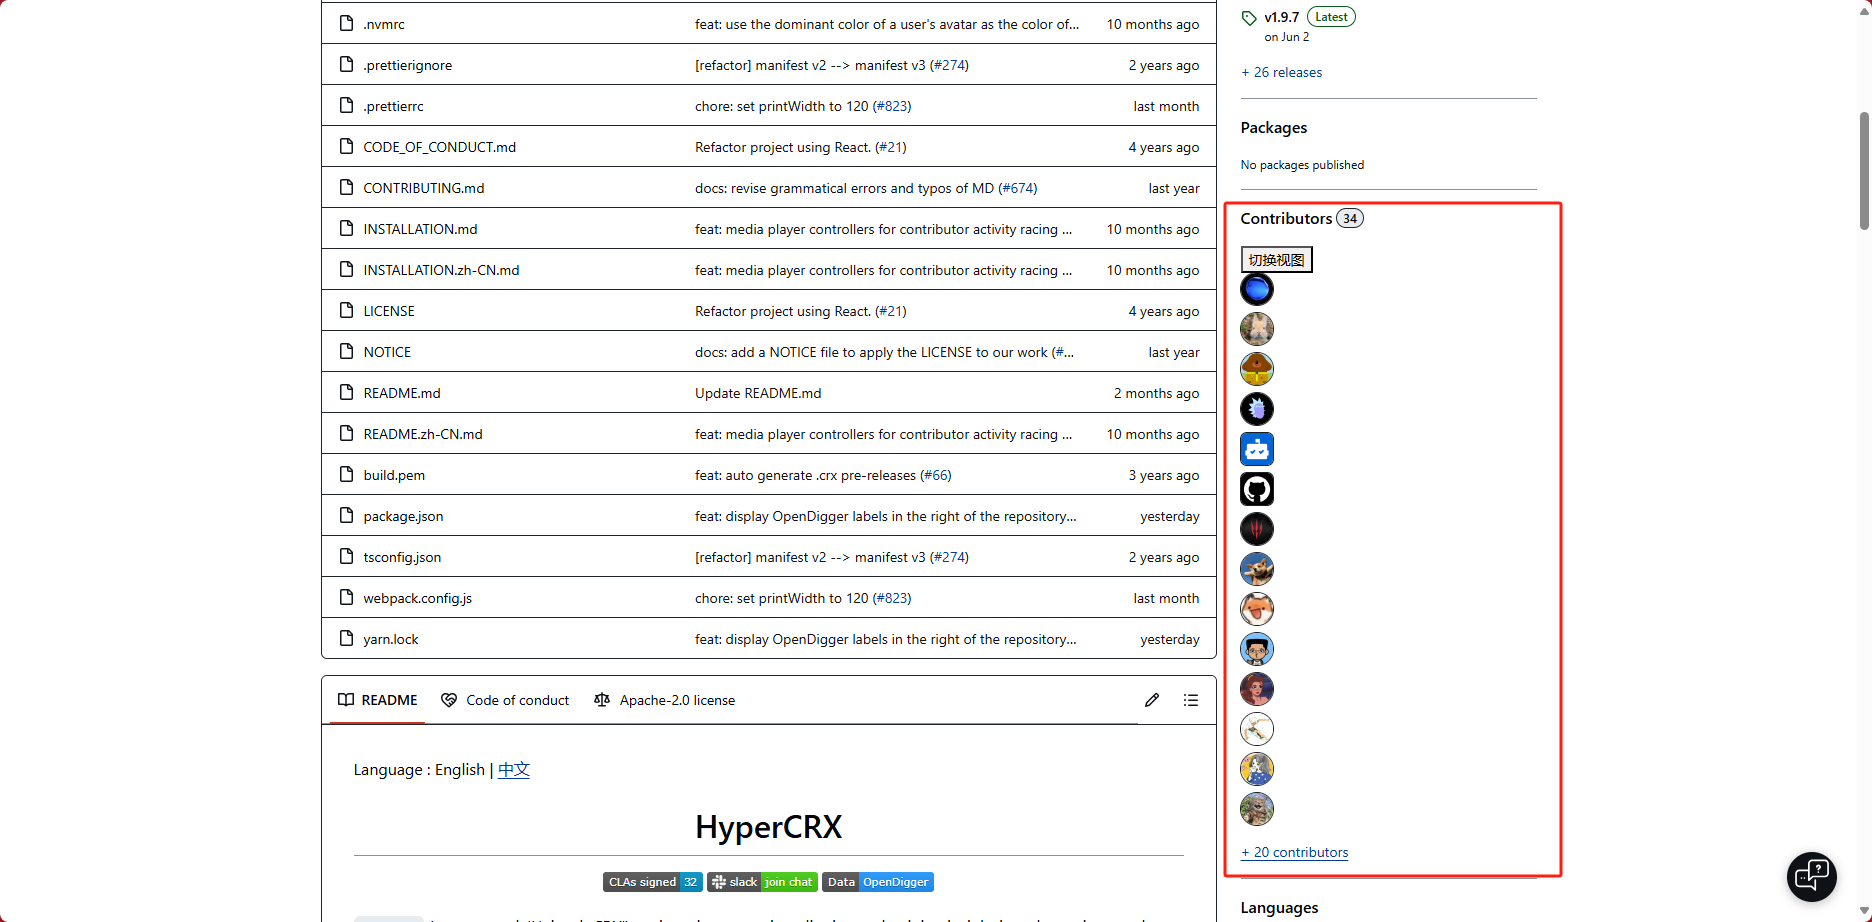 .nvmrc feat: use the dominant color of a user's avatar as the color of... 10 months ago
.prettierignore [refactor] manifest v2 --> manifest v3 (#274) 2 years ago
.prettierrc chore: set printWidth to 120 (#823) last month
CODE_OF_CONDUCT.md Refactor project using React. (#21) 4 years ago
CONTRIBUTING.md docs: revise grammatical errors and typos of MD (#674) last year
INSTALLATION.md feat: media player controllers for contributor activity racing ... 10 months ago
INSTALLATION.zh-CN.md feat: media player controllers for contributor activity racing ... 10 months ago
LICENSE Refactor project using React. (#21) 4 years ago
NOTICE docs: add a NOTICE file to apply the LICENSE to our work (#... last year
README.md Update README.md 2 months ago
README.zh-CN.md feat: media player controllers for contributor activity racing ... 10 months ago
build.pem feat: auto generate .crx pre-releases (#66) 3 years ago
package.json feat: display OpenDigger labels in the right of the repository... yesterday
tsconfig.json [refactor] manifest v2 --> manifest v3 (#274) 2 years ago
webpack.config.js chore: set printWidth to 120 (#823) last month
yarn.lock feat: display OpenDigger labels in the right of the repository... yesterday
README Code of conduct Apache-2.0 license
Language : English | 中文
HyperCRX
CLAs signed 32 slack join chat Data OpenDigger
v1.9.7 Latest
on Jun 2
+ 26 releases
Packages
No packages published
Contributors 34
切换视图
+ 20 contributors
Languages